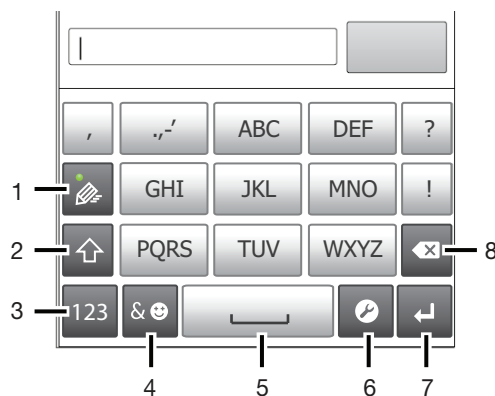 , .,-' ABC DEF ?
1 GHI JKL MNO !
2 PQRS TUV WXYZ 8
3 123 &
4 5 6 7